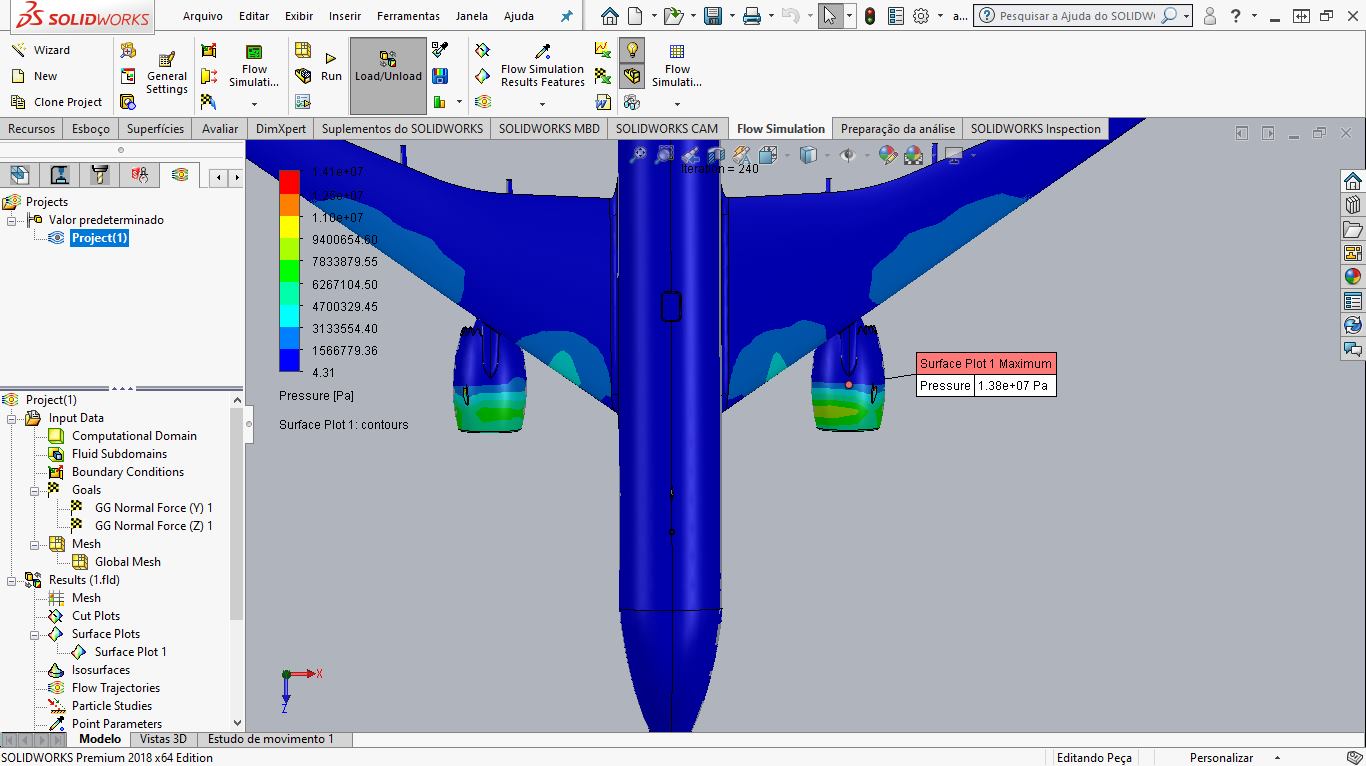 SOLIDWORKS
Arquivo Editar Exibir Inserir Ferramentas Janela Ajuda
a...
Pesquisar a Ajuda do SOLIDW
Wizard
New
Clone Project
General Settings
Flow Simulati...
Run
Load/Unload
Flow Simulation Results Features
Flow Simulati...
Recursos Esboço Superfícies Avaliar DimXpert Suplementos do SOLIDWORKS SOLIDWORKS MBD SOLIDWORKS CAM Flow Simulation Preparação da análise SOLIDWORKS Inspection
Projects
Valor predeterminado
Project(1)
Project(1)
Input Data
Computational Domain
Fluid Subdomains
Boundary Conditions
Goals
GG Normal Force (Y) 1
GG Normal Force (Z) 1
Mesh
Global Mesh
Results (1.fld)
Mesh
Cut Plots
Surface Plots
Surface Plot 1
Isosurfaces
Flow Trajectories
Particle Studies
Point Parameters
Iteration = 240
1.41e+07
1.10e+07
9400654.60
7833879.55
6267104.50
4700329.45
3133554.40
1566779.36
4.31
Pressure [Pa]
Surface Plot 1: contours
Surface Plot 1 Maximum
Pressure 1.38e+07 Pa
X
Z
Modelo Vistas 3D Estudo de movimento 1
SOLIDWORKS Premium 2018 x64 Edition
Editando Peça
Personalizar